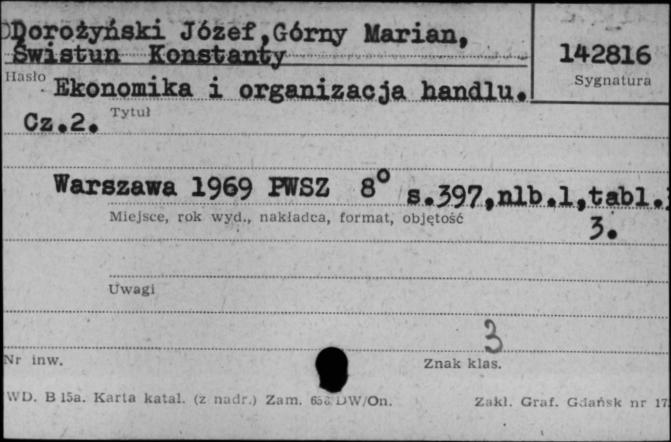 Dorożyński Józef, Górny Marian,
Świstun Konstanty
142816
Hasło
Sygnatura
Ekonomika i organizacja handlu.
Cz.2.
Tytuł
Warszawa 1969 PWSZ 8° s.397,nlb.1,tabl.
Miejsce, rok wyd., nakładca, format, objętość
3.
Uwagi
3
Nr inw.
Znak klas.
WD. B 15a. Karta katal. (z nadr.) Zam. DW/On.
Zakł. Graf. Gdańsk nr 17